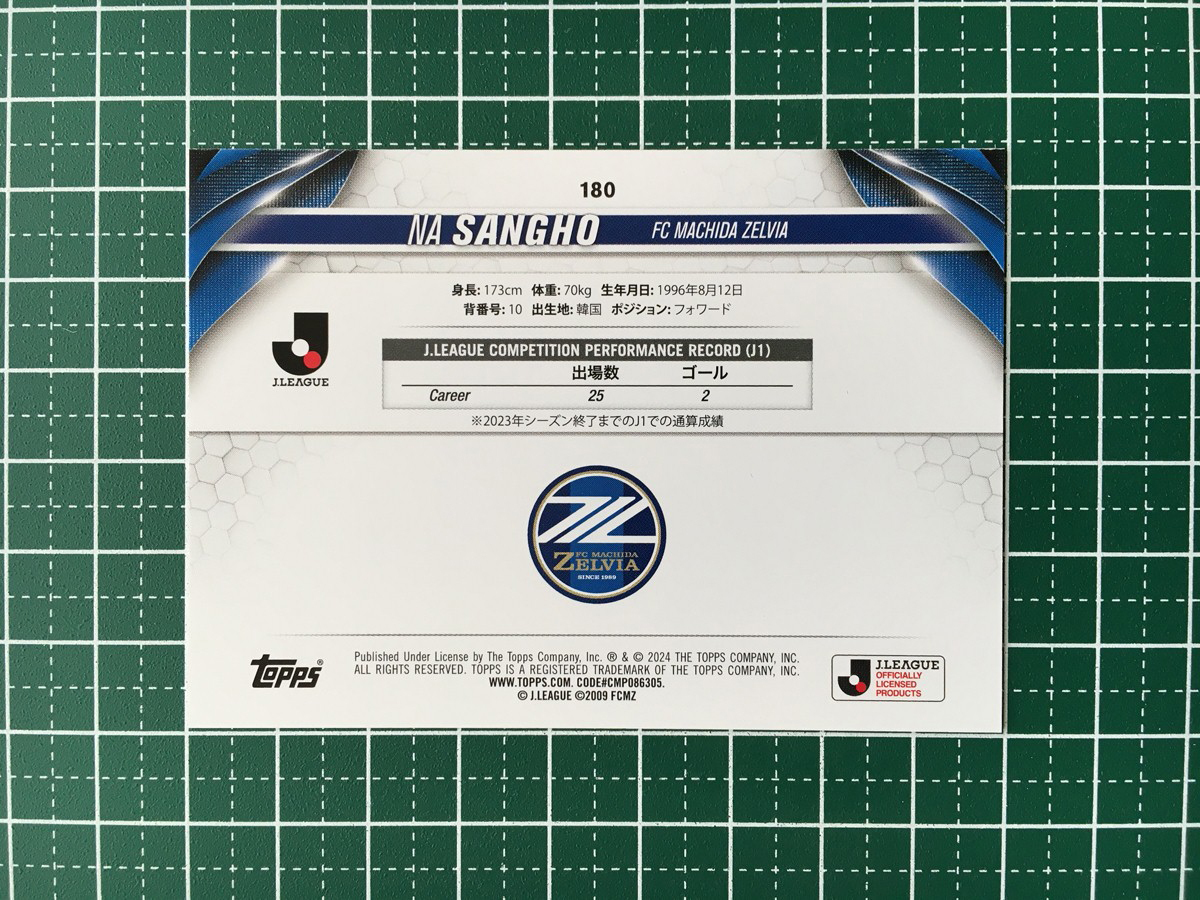 180
NA SANGHO FC MACHIDA ZELVIA
身長: 173cm 体重: 70kg 生年月日: 1996年8月12日
背番号: 10 出生地: 韓国 ポジション: フォワード
J.LEAGUE
J.LEAGUE COMPETITION PERFORMANCE RECORD (J1)
出場数 ゴール
Career 25 2
※2023年シーズン終了までのJ1での通算成績
FC MACHIDA
ZELVIA
SINCE 1989
topps®
Published Under License by The Topps Company, Inc. ® & © 2024 THE TOPPS COMPANY, INC.
ALL RIGHTS RESERVED. TOPPS IS A REGISTERED TRADEMARK OF THE TOPPS COMPANY, INC.
WWW.TOPPS.COM. CODE#CMP086305.
© J.LEAGUE ©2009 FCMZ
J.LEAGUE
OFFICIALLY
LICENSED
PRODUCTS